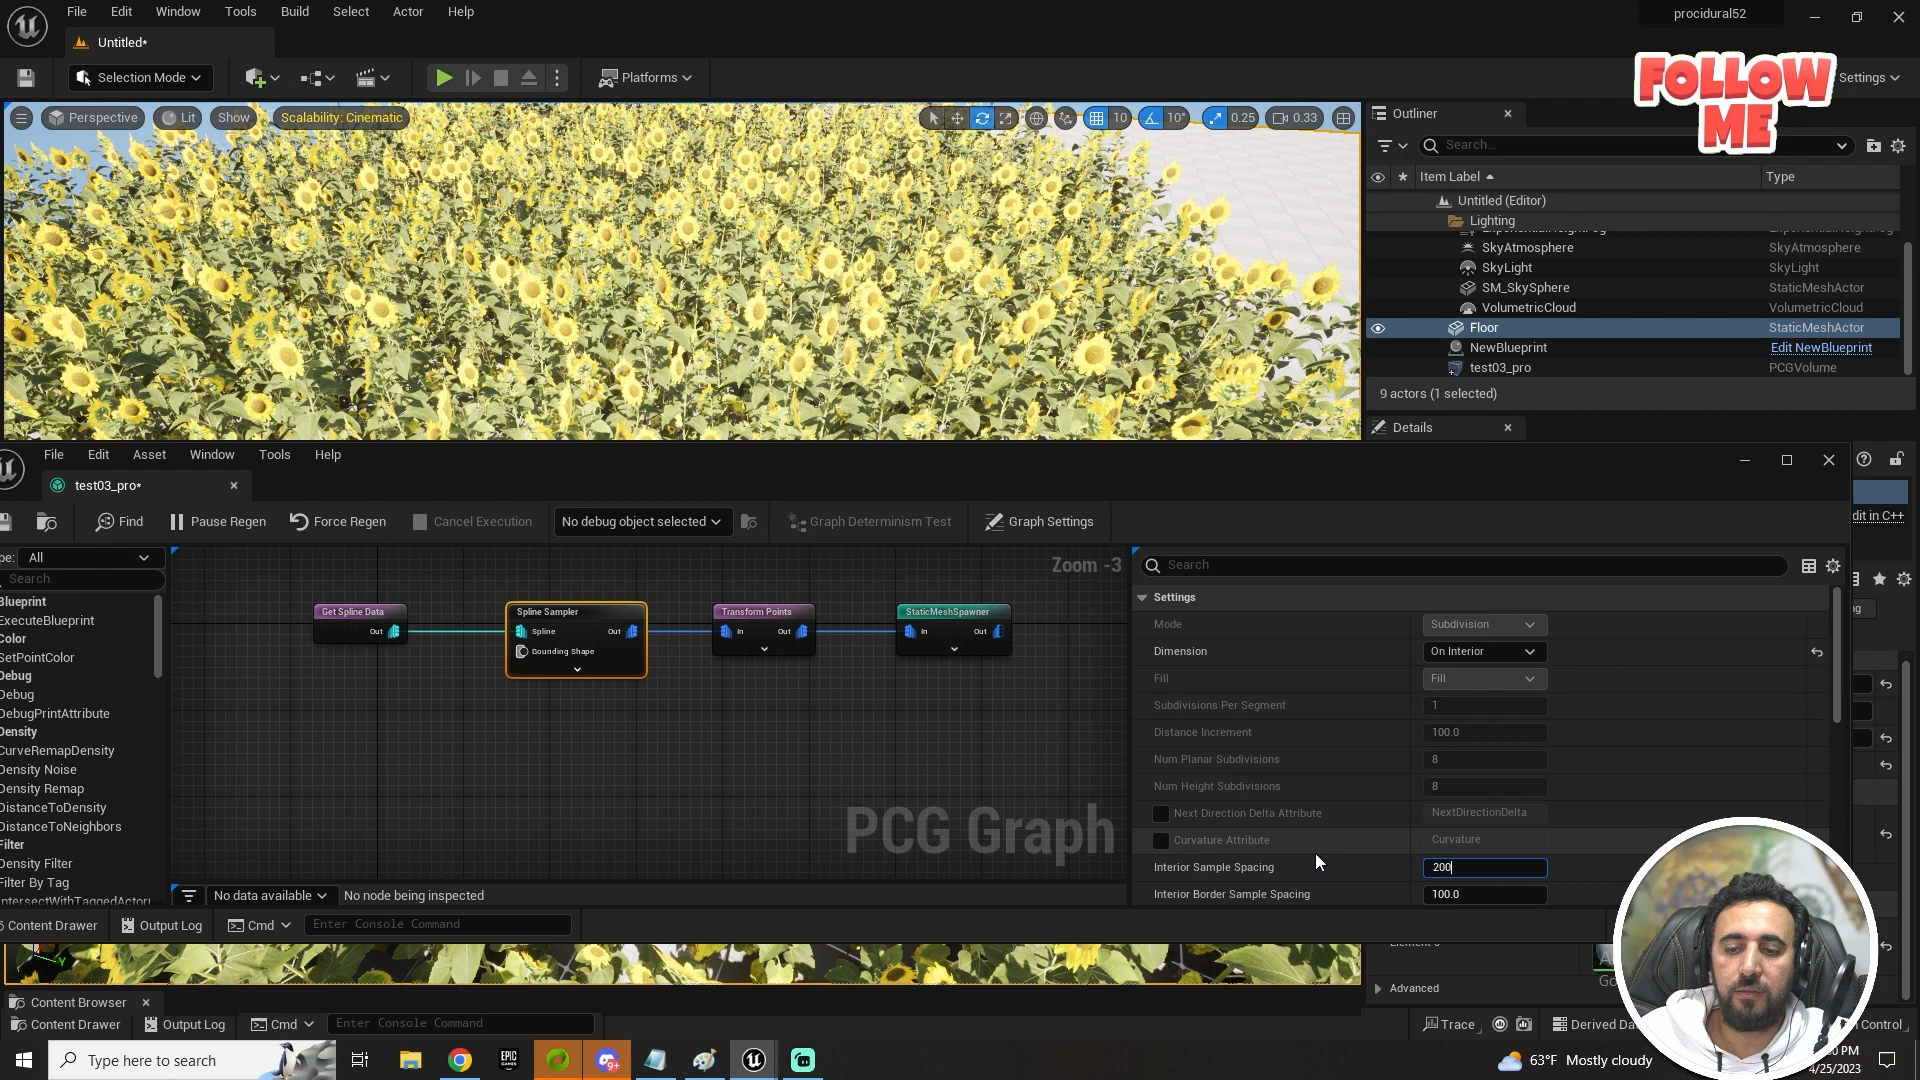 File Edit Window Tools Build Select Actor Help
procidural52
Untitled*
Selection Mode
Platforms
Settings
FOLLOW
ME
Perspective Lit Show Scalability: Cinematic
10 10° 0.25 0.33
Outliner
Search...
Item Label Type
Untitled (Editor)
Lighting
SkyAtmosphere SkyAtmosphere
SkyLight SkyLight
SM_SkySphere StaticMeshActor
VolumetricCloud VolumetricCloud
Floor StaticMeshActor
NewBlueprint Edit NewBlueprint
test03_pro PCGVolume
9 actors (1 selected)
Details
File Edit Asset Window Tools Help
test03_pro*
Find Pause Regen Force Regen Cancel Execution No debug object selected Graph Determinism Test Graph Settings
dit in C++
pe: All
Search
Blueprint
ExecuteBlueprint
Color
SetPointColor
Debug
Debug
DebugPrintAttribute
Density
CurveRemapDensity
Density Noise
Density Remap
DistanceToDensity
DistanceToNeighbors
Filter
Density Filter
Filter By Tag
Zoom -3
Get Spline Data
Out
Spline Sampler
Spline Out
Bounding Shape
Transform Points
In Out
StaticMeshSpawner
In Out
PCG Graph
No data available No node being inspected
Search
Settings
Mode Subdivision
Dimension On Interior
Fill Fill
Subdivisions Per Segment 1
Distance Increment 100.0
Num Planar Subdivisions 8
Num Height Subdivisions 8
Next Direction Delta Attribute NextDirectionDelta
Curvature Attribute Curvature
Interior Sample Spacing 200
Interior Border Sample Spacing 100.0
Content Drawer Output Log Cmd Enter Console Command
Advanced
Content Browser
Content Drawer Output Log Cmd Enter Console Command
Trace Derived Da Control
Type here to search
EPIC
GAMES
9+
63°F Mostly cloudy
PM
4/25/2023